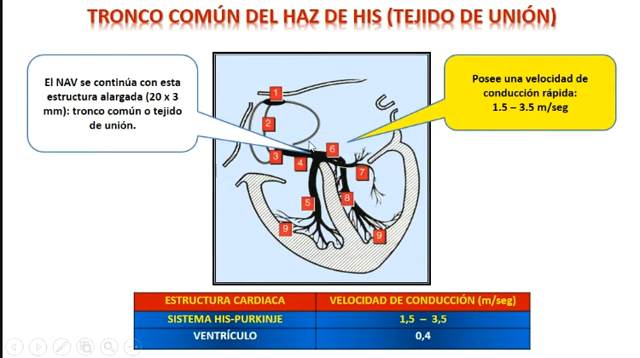 TRONCO COMÚN DEL HAZ DE HIS (TEJIDO DE UNIÓN)
El NAV se continúa con esta
estructura alargada (20 x 3
mm): tronco común o tejido
de unión.
Posee una velocidad de
conducción rápida:
1.5 – 3.5 m/seg
1
2
3
4
6
7
5
8
9
9
ESTRUCTURA CARDIACA VELOCIDAD DE CONDUCCIÓN (m/seg)
SISTEMA HIS-PURKINJE 1,5 – 3,5
VENTRÍCULO 0,4